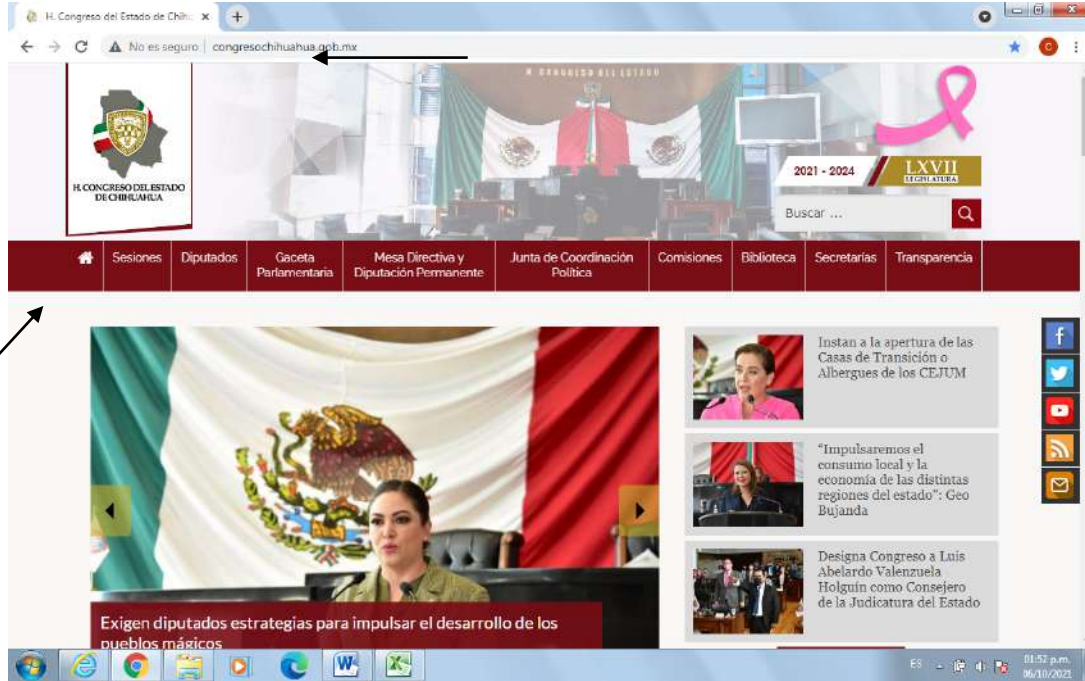 H. Congreso del Estado de Chihu
No es seguro | congresochihuahua.gob.mx
H. CONGRESO DEL ESTADO
H. CONGRESO DEL ESTADO
DE CHIHUAHUA
2021 - 2024
LXVII
LEGISLATURA
Buscar ...
Sesiones
Diputados
Gaceta
Parlamentaria
Mesa Directiva y
Diputación Permanente
Junta de Coordinación
Política
Comisiones
Biblioteca
Secretarías
Transparencia
Exigen diputados estrategias para impulsar el desarrollo de los
pueblos mágicos
Instan a la apertura de las
Casas de Transición o
Albergues de los CEJUM
"Impulsaremos el
consumo local y la
economía de las distintas
regiones del estado": Geo
Bujanda
Designa Congreso a Luis
Abelardo Valenzuela
Holguín como Consejero
de la Judicatura del Estado
ES
01:52 p.m.
06/10/2021